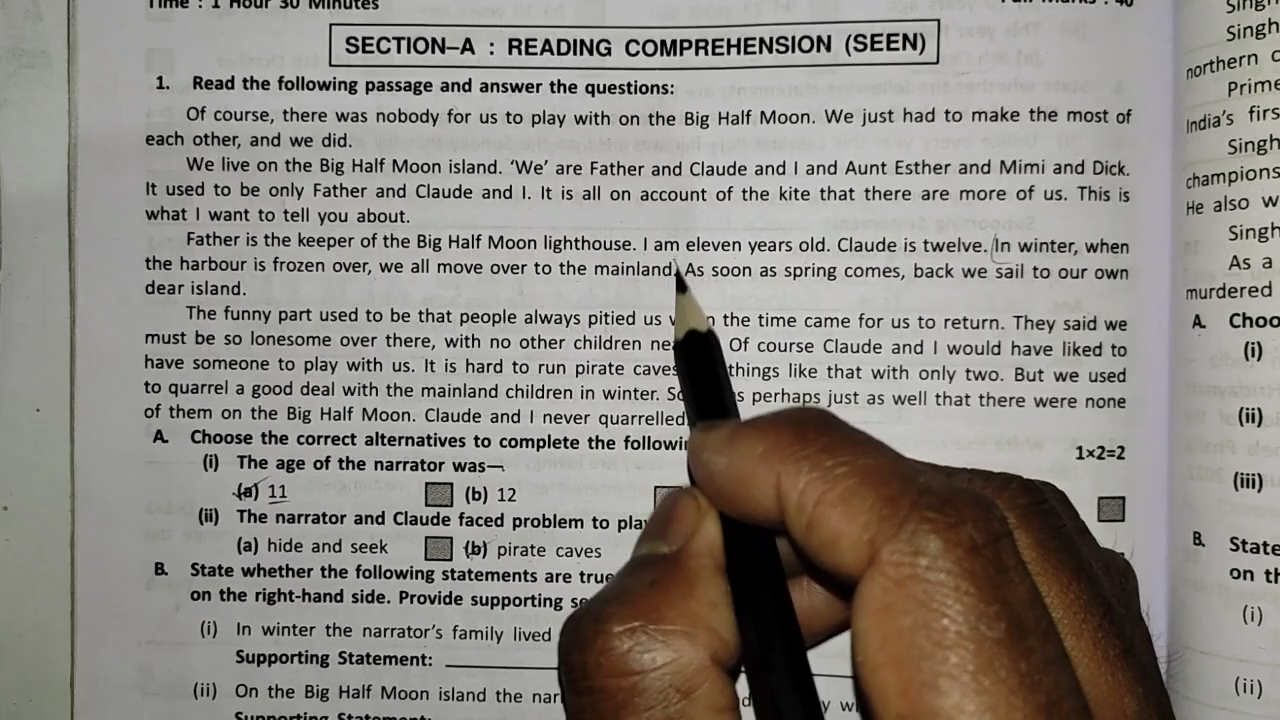 Time : 1 Hour 30 Minutes
SECTION–A : READING COMPREHENSION (SEEN)
1. Read the following passage and answer the questions:
Of course, there was nobody for us to play with on the Big Half Moon. We just had to make the most of
each other, and we did.
We live on the Big Half Moon island. ‘We’ are Father and Claude and I and Aunt Esther and Mimi and Dick.
It used to be only Father and Claude and I. It is all on account of the kite that there are more of us. This is
what I want to tell you about.
Father is the keeper of the Big Half Moon lighthouse. I am eleven years old. Claude is twelve. In winter, when
the harbour is frozen over, we all move over to the mainland. As soon as spring comes, back we sail to our own
dear island.
The funny part used to be that people always pitied us the time came for us to return. They said we
must be so lonesome over there, with no other children Of course Claude and I would have liked to
have someone to play with us. It is hard to run pirate caves things like that with only two. But we used
to quarrel a good deal with the mainland children in winter. perhaps just as well that there were none
of them on the Big Half Moon. Claude and I never quarrelled.
A. Choose the correct alternatives to complete the 1×2=2
(i) The age of the narrator was—
(a) 11 (b) 12
(ii) The narrator and Claude faced problem to
(a) hide and seek (b) pirate caves
B. State whether the following statements are true
on the right-hand side. Provide supporting
(i) In winter the narrator’s family lived
Supporting Statement:
(ii) On the Big Half Moon island the
Supporting
Singh
Singh
northern
Prime
India’s firs
Singh
champions
He also w
Singh
As a
murdered
A. Choo
(i)
(ii)
(iii)
B. State
on th
(i)
(ii)